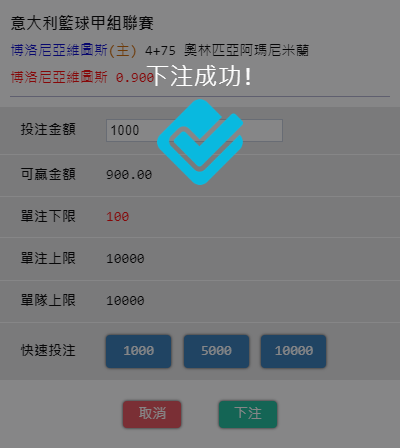 意大利籃球甲組聯賽
博洛尼亞維圖斯(主) 4+75 奧林匹亞阿瑪尼米蘭
博洛尼亞維圖斯 0.900
下注成功!
投注金額 1000
可贏金額 900.00
單注下限 100
單注上限 10000
單隊上限 10000
快速投注 1000 5000 10000
取消 下注